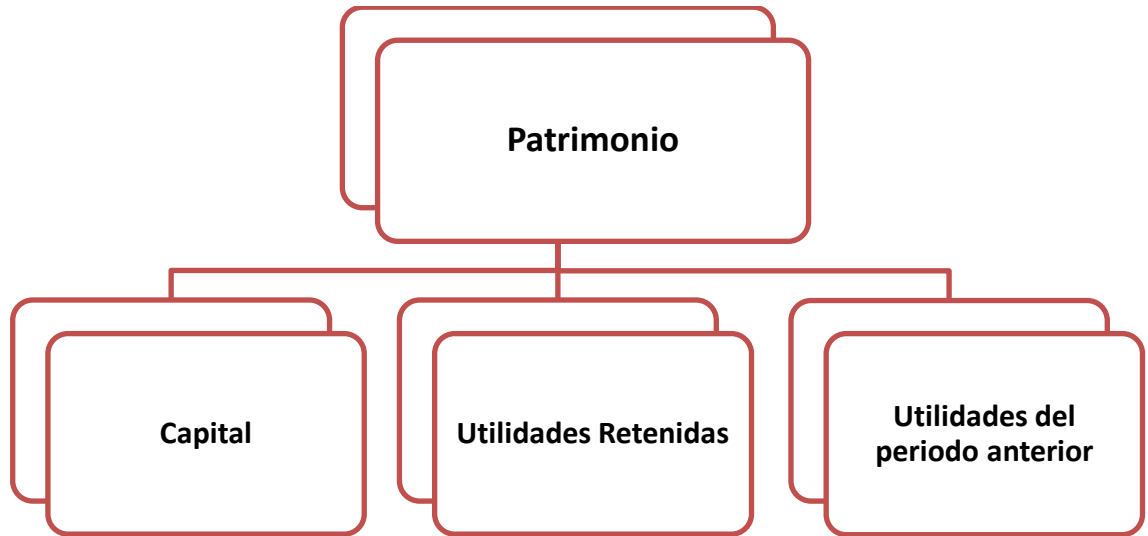 Patrimonio
Capital
Utilidades Retenidas
Utilidades del
periodo anterior